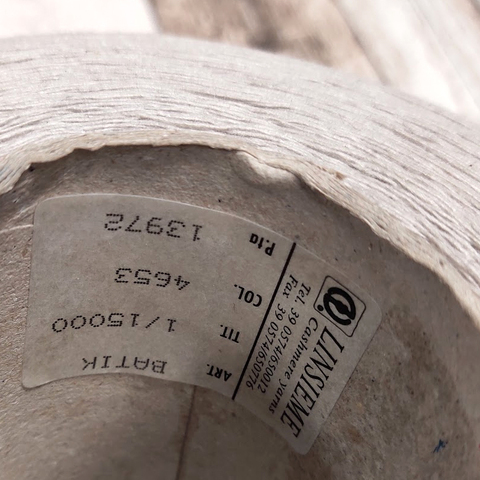 LINSIEME
Cashmere yarns
Tel. 39 0574/650012
Fax 39 0574/650776
ART. BATIK
TIT. 1/15000
COL. 4653
P.ta 13972